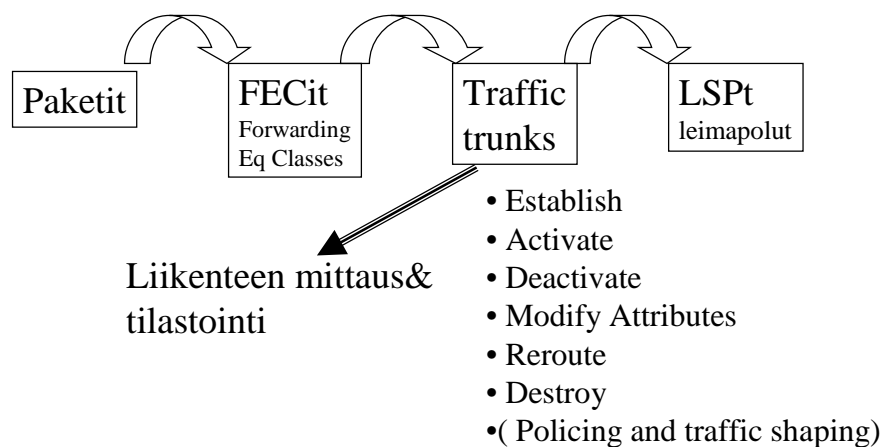 Paketit
FECit
Forwarding
Eq Classes
Traffic
trunks
LSPt
leimapolut
Liikenteen mittaus&
tilastointi
• Establish
• Activate
• Deactivate
• Modify Attributes
• Reroute
• Destroy
•( Policing and traffic shaping)